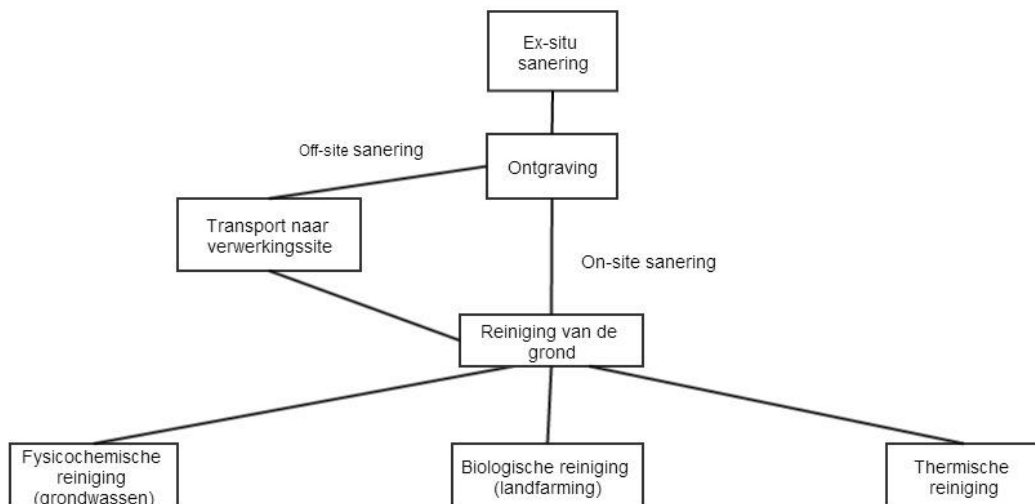 Ex-situ
sanering
Off-site sanering
Ontgraving
Transport naar
verwerkingssite
On-site sanering
Reiniging van de
grond
Fysicochemische
reiniging
(grondwassen)
Biologische reiniging
(landfarming)
Thermische
reiniging